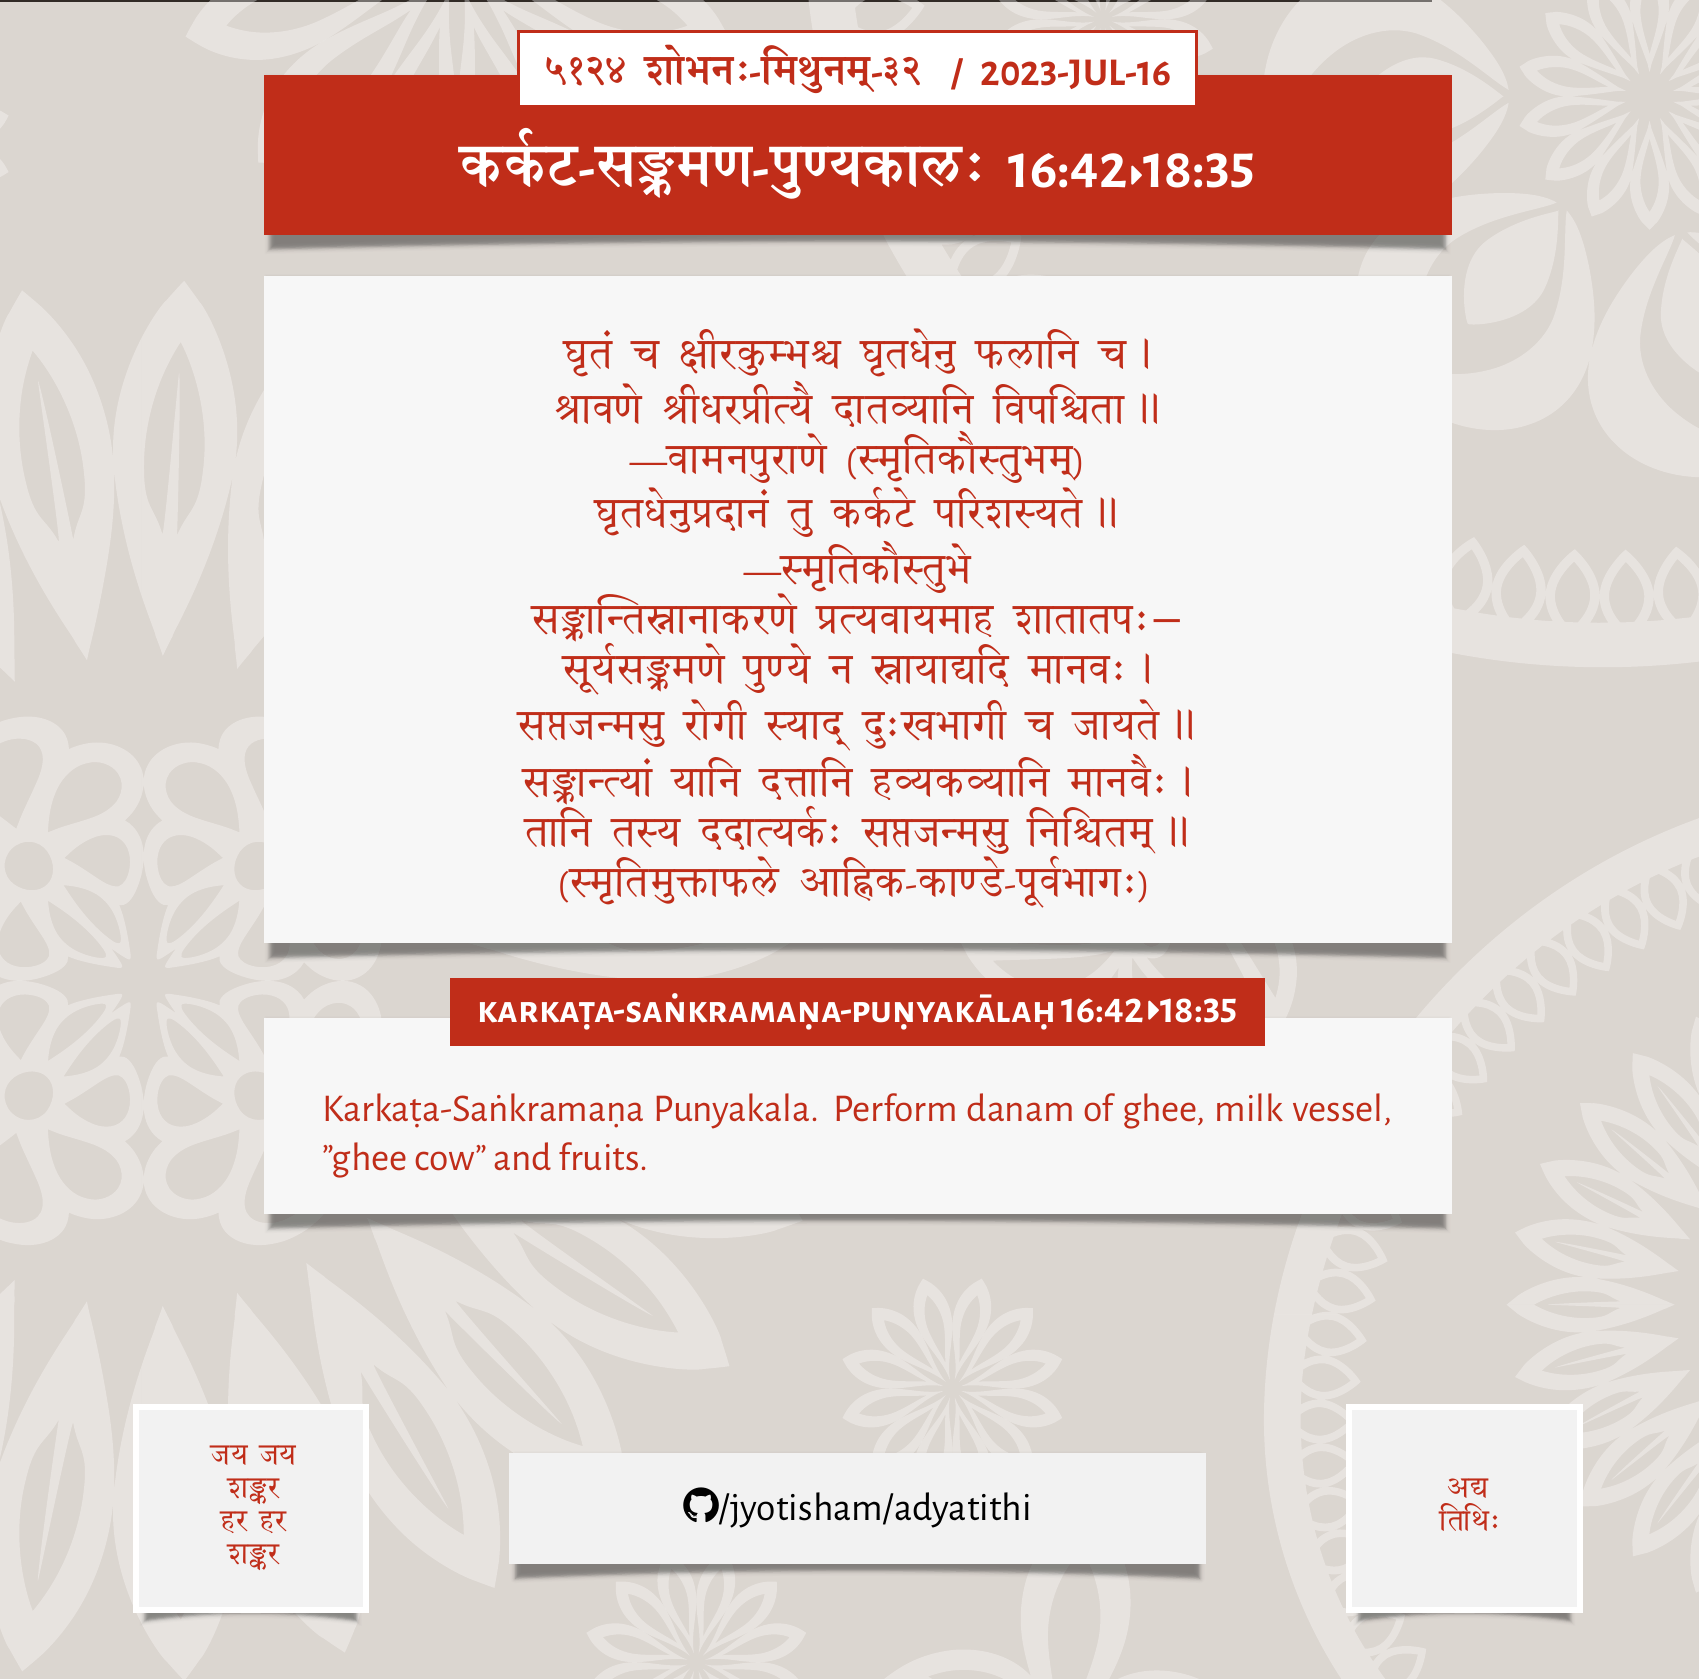 ५१२४ शोभनः-मिथुनम्-३२ / 2023-JUL-16
कर्कट-सङ्क्रमण-पुण्यकालः 16:42▸18:35
घृतं च क्षीरकुम्भश्च घृतधेनु फलानि च।
श्रावणे श्रीधरप्रीत्यै दातव्यानि विपश्चिता॥
—वामनपुराणे (स्मृतिकौस्तुभम्)
घृतधेनुप्रदानं तु कर्कटे परिशस्यते॥
—स्मृतिकौस्तुभे
सङ्क्रान्तिस्नानाकरणे प्रत्यवायमाह शातातपः—
सूर्यसङ्क्रमणे पुण्ये न स्नायाद्यदि मानवः।
सप्तजन्मसु रोगी स्याद् दुःखभागी च जायते॥
सङ्क्रान्त्यां यानि दत्तानि हव्यकव्यानि मानवैः।
तानि तस्य ददात्यर्कः सप्तजन्मसु निश्चितम्॥
(स्मृतिमुक्ताफले आह्निक-काण्डे-पूर्वभागः)
KARKAṬA-SAṄKRAMAṆA-PUṆYAKĀLAḤ 16:42▸18:35
Karkaṭa-Saṅkramaṇa Punyakala. Perform danam of ghee, milk vessel,
”ghee cow” and fruits.
जय जय
शङ्कर
हर हर
शङ्कर
/jyotisham/adyatithi
अद्य
तिथिः